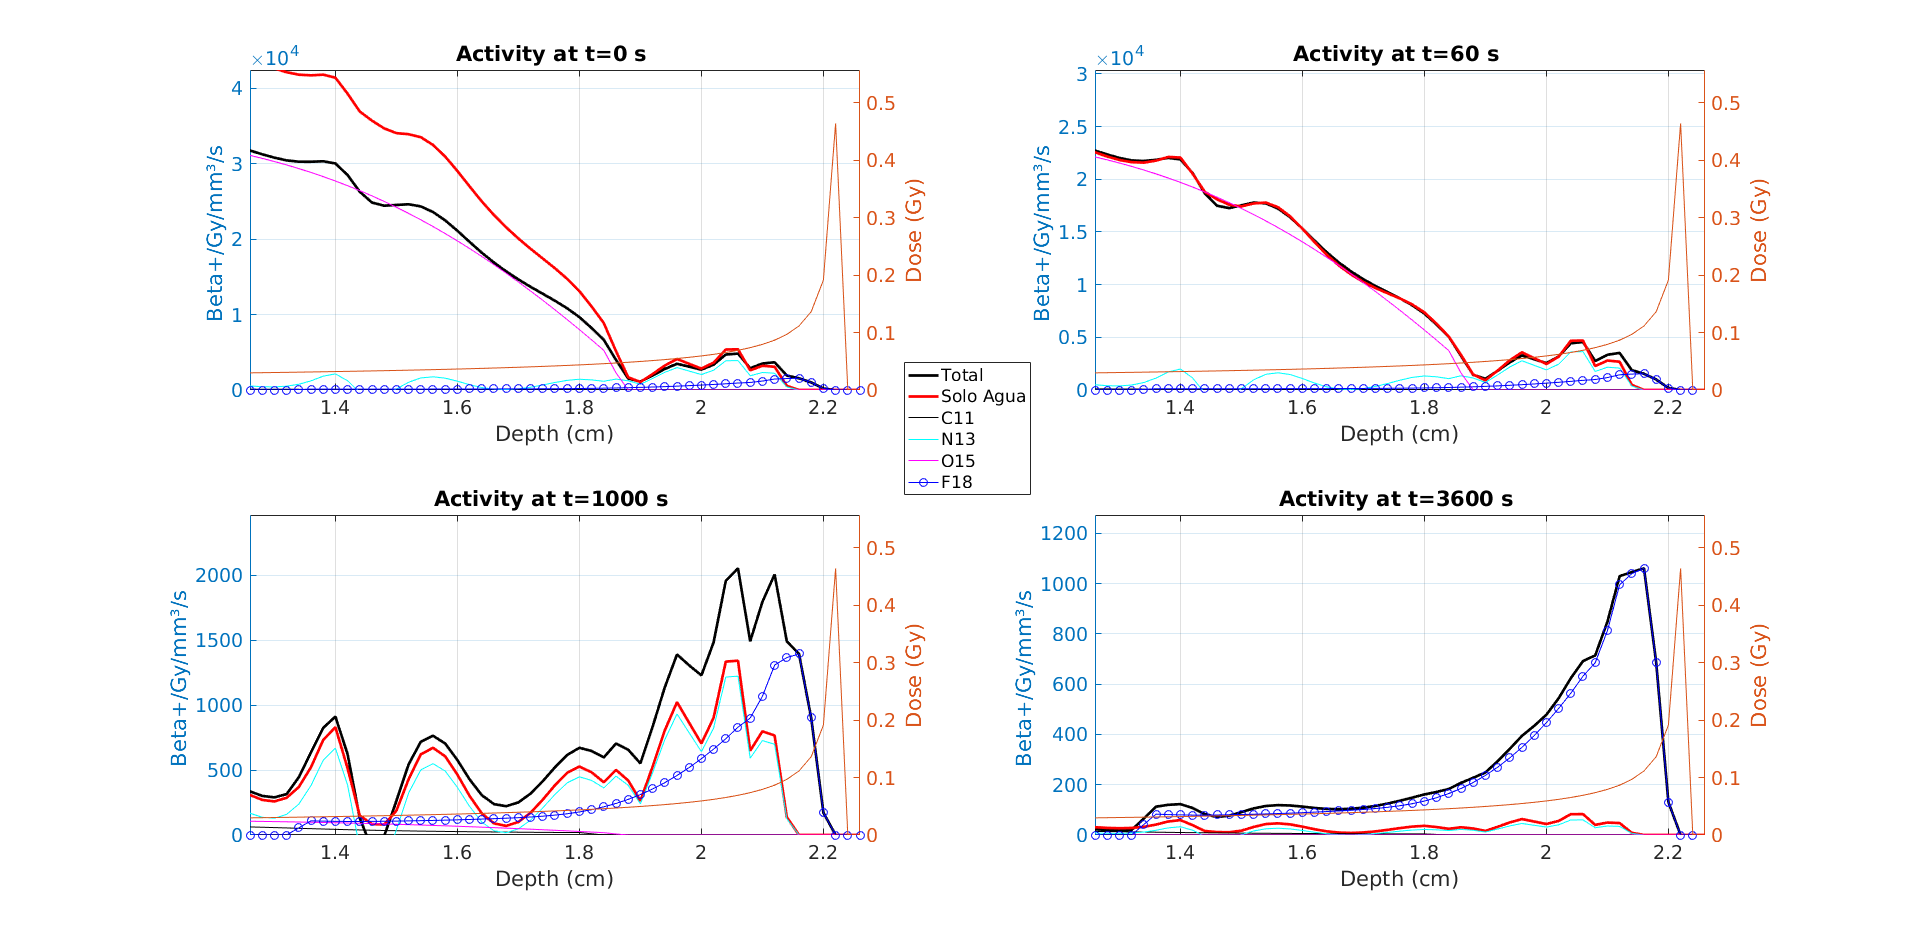 Activity at t=0 s
×10⁴
4
3
2
1
0
Beta+/Gy/mm³/s
1.4 1.6 1.8 2 2.2
Depth (cm)
0.5
0.4
0.3
0.2
0.1
0
Dose (Gy)
Activity at t=60 s
×10⁴
3
2.5
2
1.5
1
0.5
0
Beta+/Gy/mm³/s
1.4 1.6 1.8 2 2.2
Depth (cm)
0.5
0.4
0.3
0.2
0.1
0
Dose (Gy)
Total
Solo Agua
C11
N13
O15
F18
Activity at t=1000 s
2000
1500
1000
500
0
Beta+/Gy/mm³/s
1.4 1.6 1.8 2 2.2
Depth (cm)
0.5
0.4
0.3
0.2
0.1
0
Dose (Gy)
Activity at t=3600 s
1200
1000
800
600
400
200
0
Beta+/Gy/mm³/s
1.4 1.6 1.8 2 2.2
Depth (cm)
0.5
0.4
0.3
0.2
0.1
0
Dose (Gy)